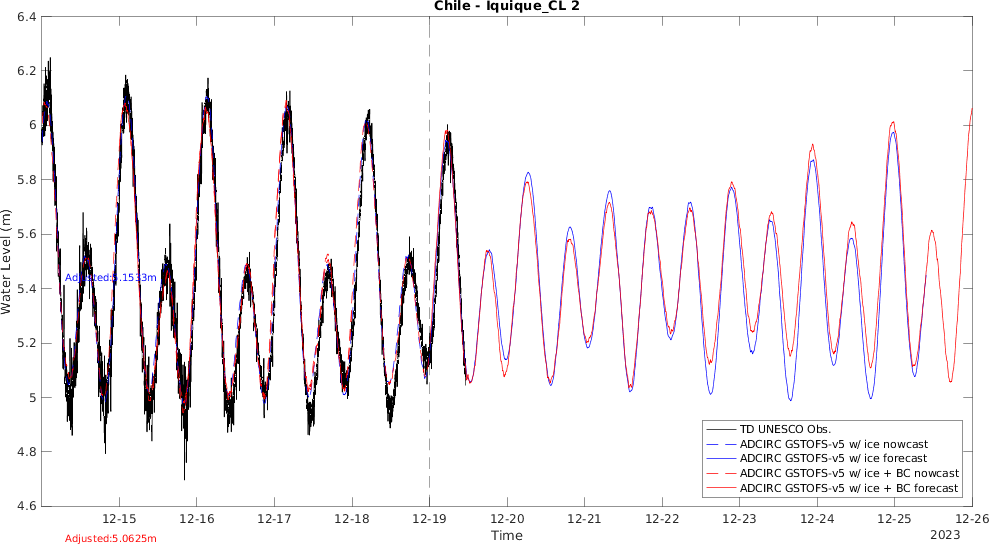 Chile - Iquique_CL 2
6.4
6.2
6
5.8
5.6
5.4
5.2
5
4.8
4.6
Water Level (m)
Adjusted:5.1533m
TD UNESCO Obs.
ADCIRC GSTOFS-v5 w/ ice nowcast
ADCIRC GSTOFS-v5 w/ ice forecast
ADCIRC GSTOFS-v5 w/ ice + BC nowcast
ADCIRC GSTOFS-v5 w/ ice + BC forecast
12-15 12-16 12-17 12-18 12-19 12-20 12-21 12-22 12-23 12-24 12-25 12-26
Time
2023
Adjusted:5.0625m